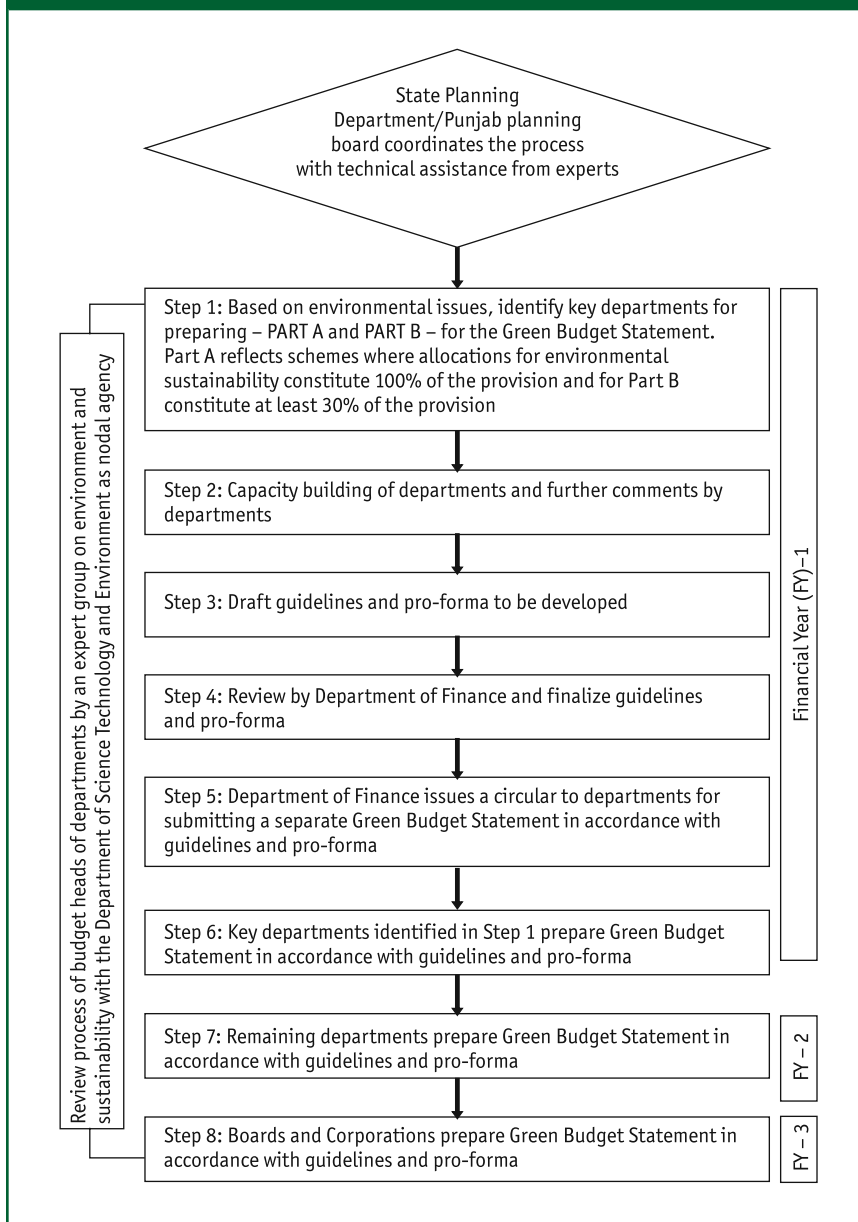 State Planning
Department/Punjab planning
board coordinates the process
with technical assistance from experts
Step 1: Based on environmental issues, identify key departments for
preparing – PART A and PART B – for the Green Budget Statement.
Part A reflects schemes where allocations for environmental
sustainability constitute 100% of the provision and for Part B
constitute at least 30% of the provision
Step 2: Capacity building of departments and further comments by
departments
Step 3: Draft guidelines and pro-forma to be developed
Step 4: Review by Department of Finance and finalize guidelines
and pro-forma
Step 5: Department of Finance issues a circular to departments for
submitting a separate Green Budget Statement in accordance with
guidelines and pro-forma
Step 6: Key departments identified in Step 1 prepare Green Budget
Statement in accordance with guidelines and pro-forma
Step 7: Remaining departments prepare Green Budget Statement in
accordance with guidelines and pro-forma
Step 8: Boards and Corporations prepare Green Budget Statement in
accordance with guidelines and pro-forma
Review process of budget heads of departments by an expert group on environment and
sustainability with the Department of Science Technology and Environment as nodal agency
Financial Year (FY)–1
FY – 2
FY – 3